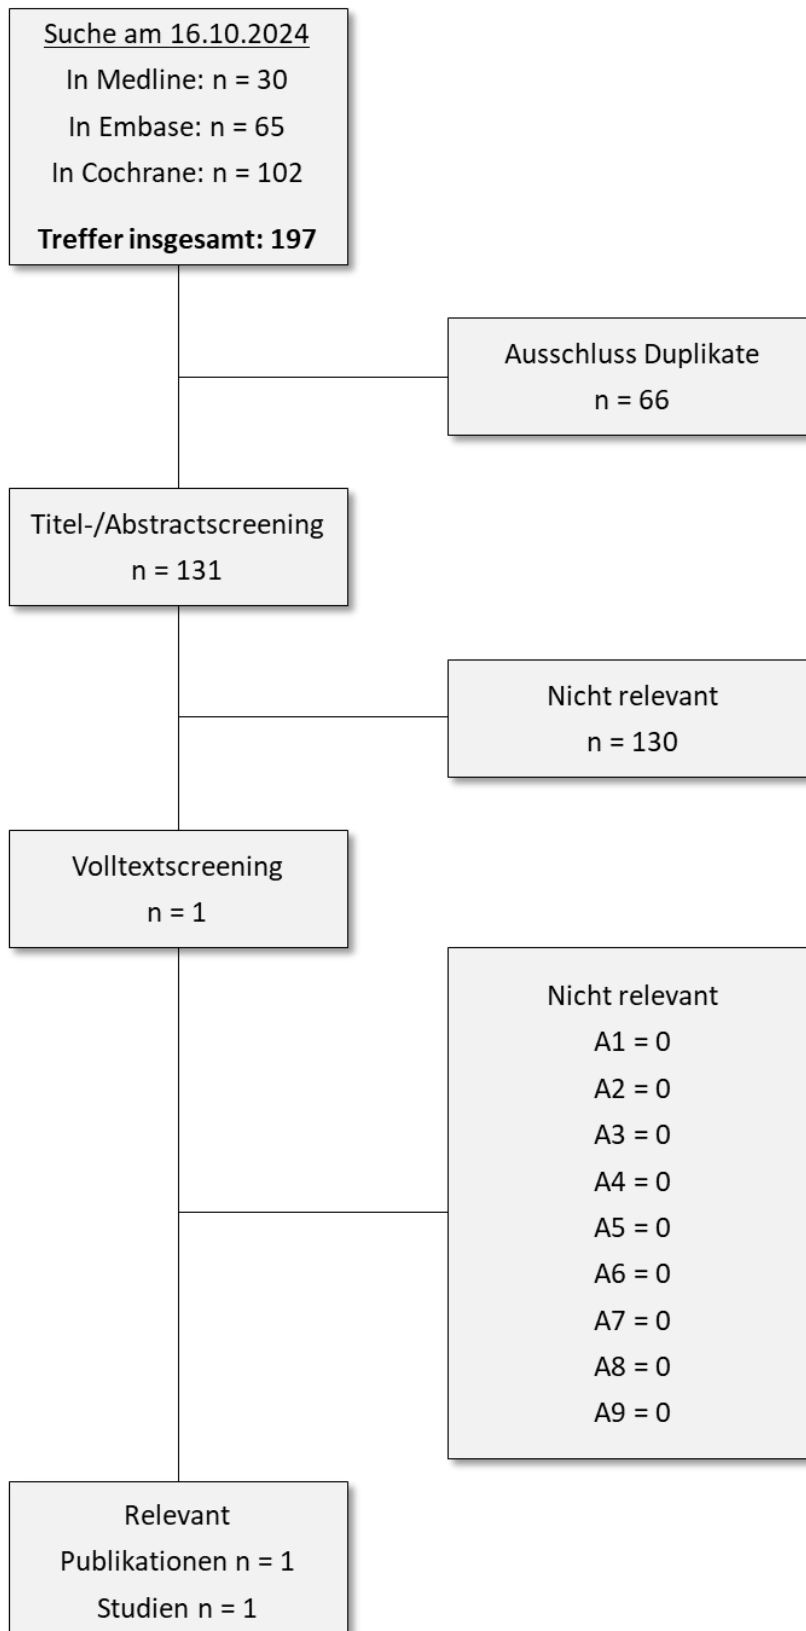 Suche am 16.10.2024
In Medline: n = 30
In Embase: n = 65
In Cochrane: n = 102
Treffer insgesamt: 197
Ausschluss Duplikate
n = 66
Titel-/Abstractscreening
n = 131
Nicht relevant
n = 130
Volltextscreening
n = 1
Nicht relevant
A1 = 0
A2 = 0
A3 = 0
A4 = 0
A5 = 0
A6 = 0
A7 = 0
A8 = 0
A9 = 0
Relevant
Publikationen n = 1
Studien n = 1